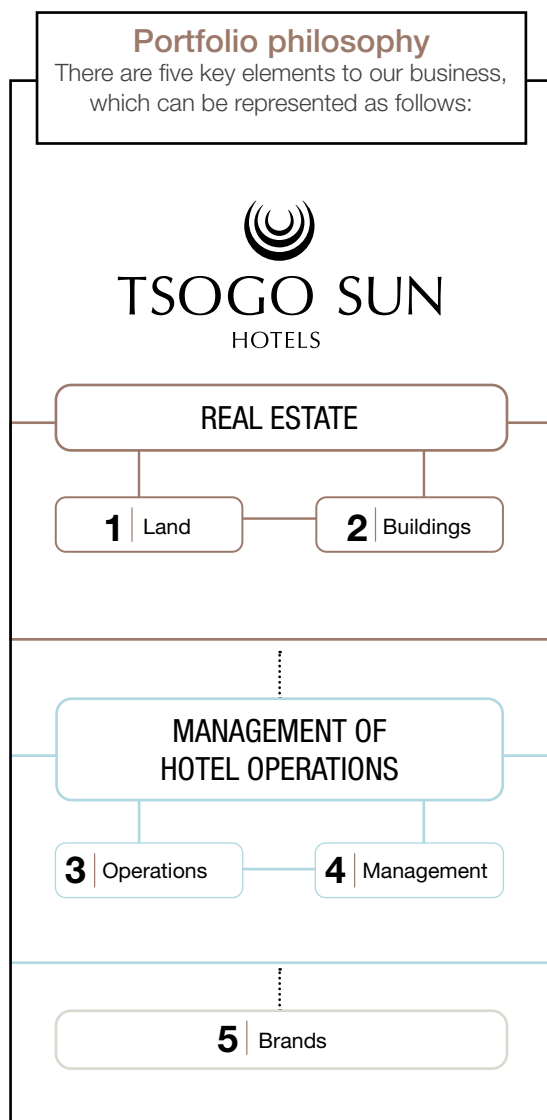 Portfolio philosophy
There are five key elements to our business,
which can be represented as follows:
TSOGO SUN
HOTELS
REAL ESTATE
1 Land
2 Buildings
MANAGEMENT OF
HOTEL OPERATIONS
3 Operations
4 Management
5 Brands